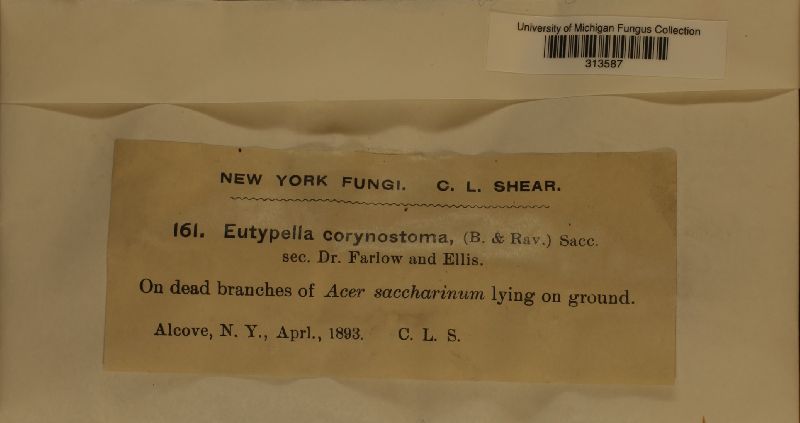 University of Michigan Fungus Collection
313587
NEW YORK FUNGI. C. L. SHEAR.
161. Eutypella corynostoma, (B. & Rav.) Sacc.
sec. Dr. Farlow and Ellis.
On dead branches of Acer saccharinum lying on ground.
Alcove, N. Y., Aprl., 1893. C. L. S.